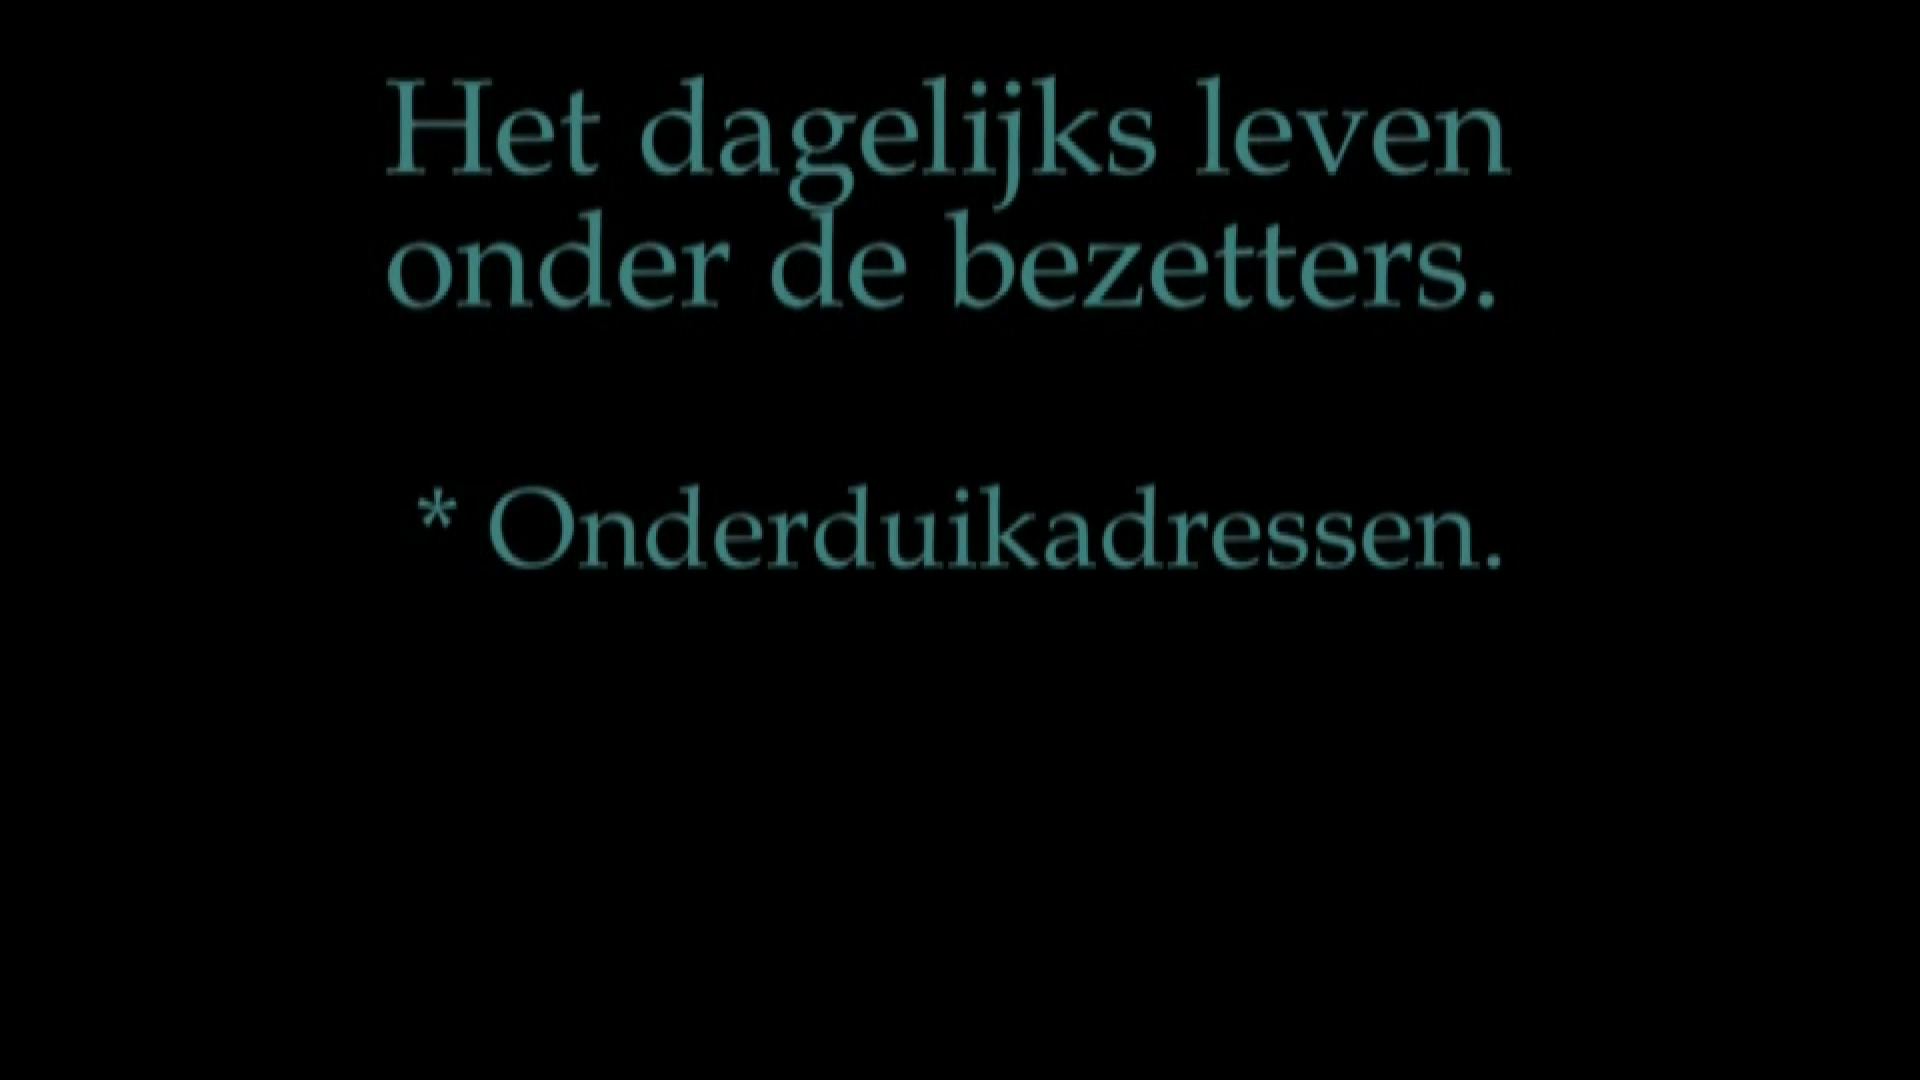 Het dagelijks leven
onder de bezetters.
* Onderduikadressen.